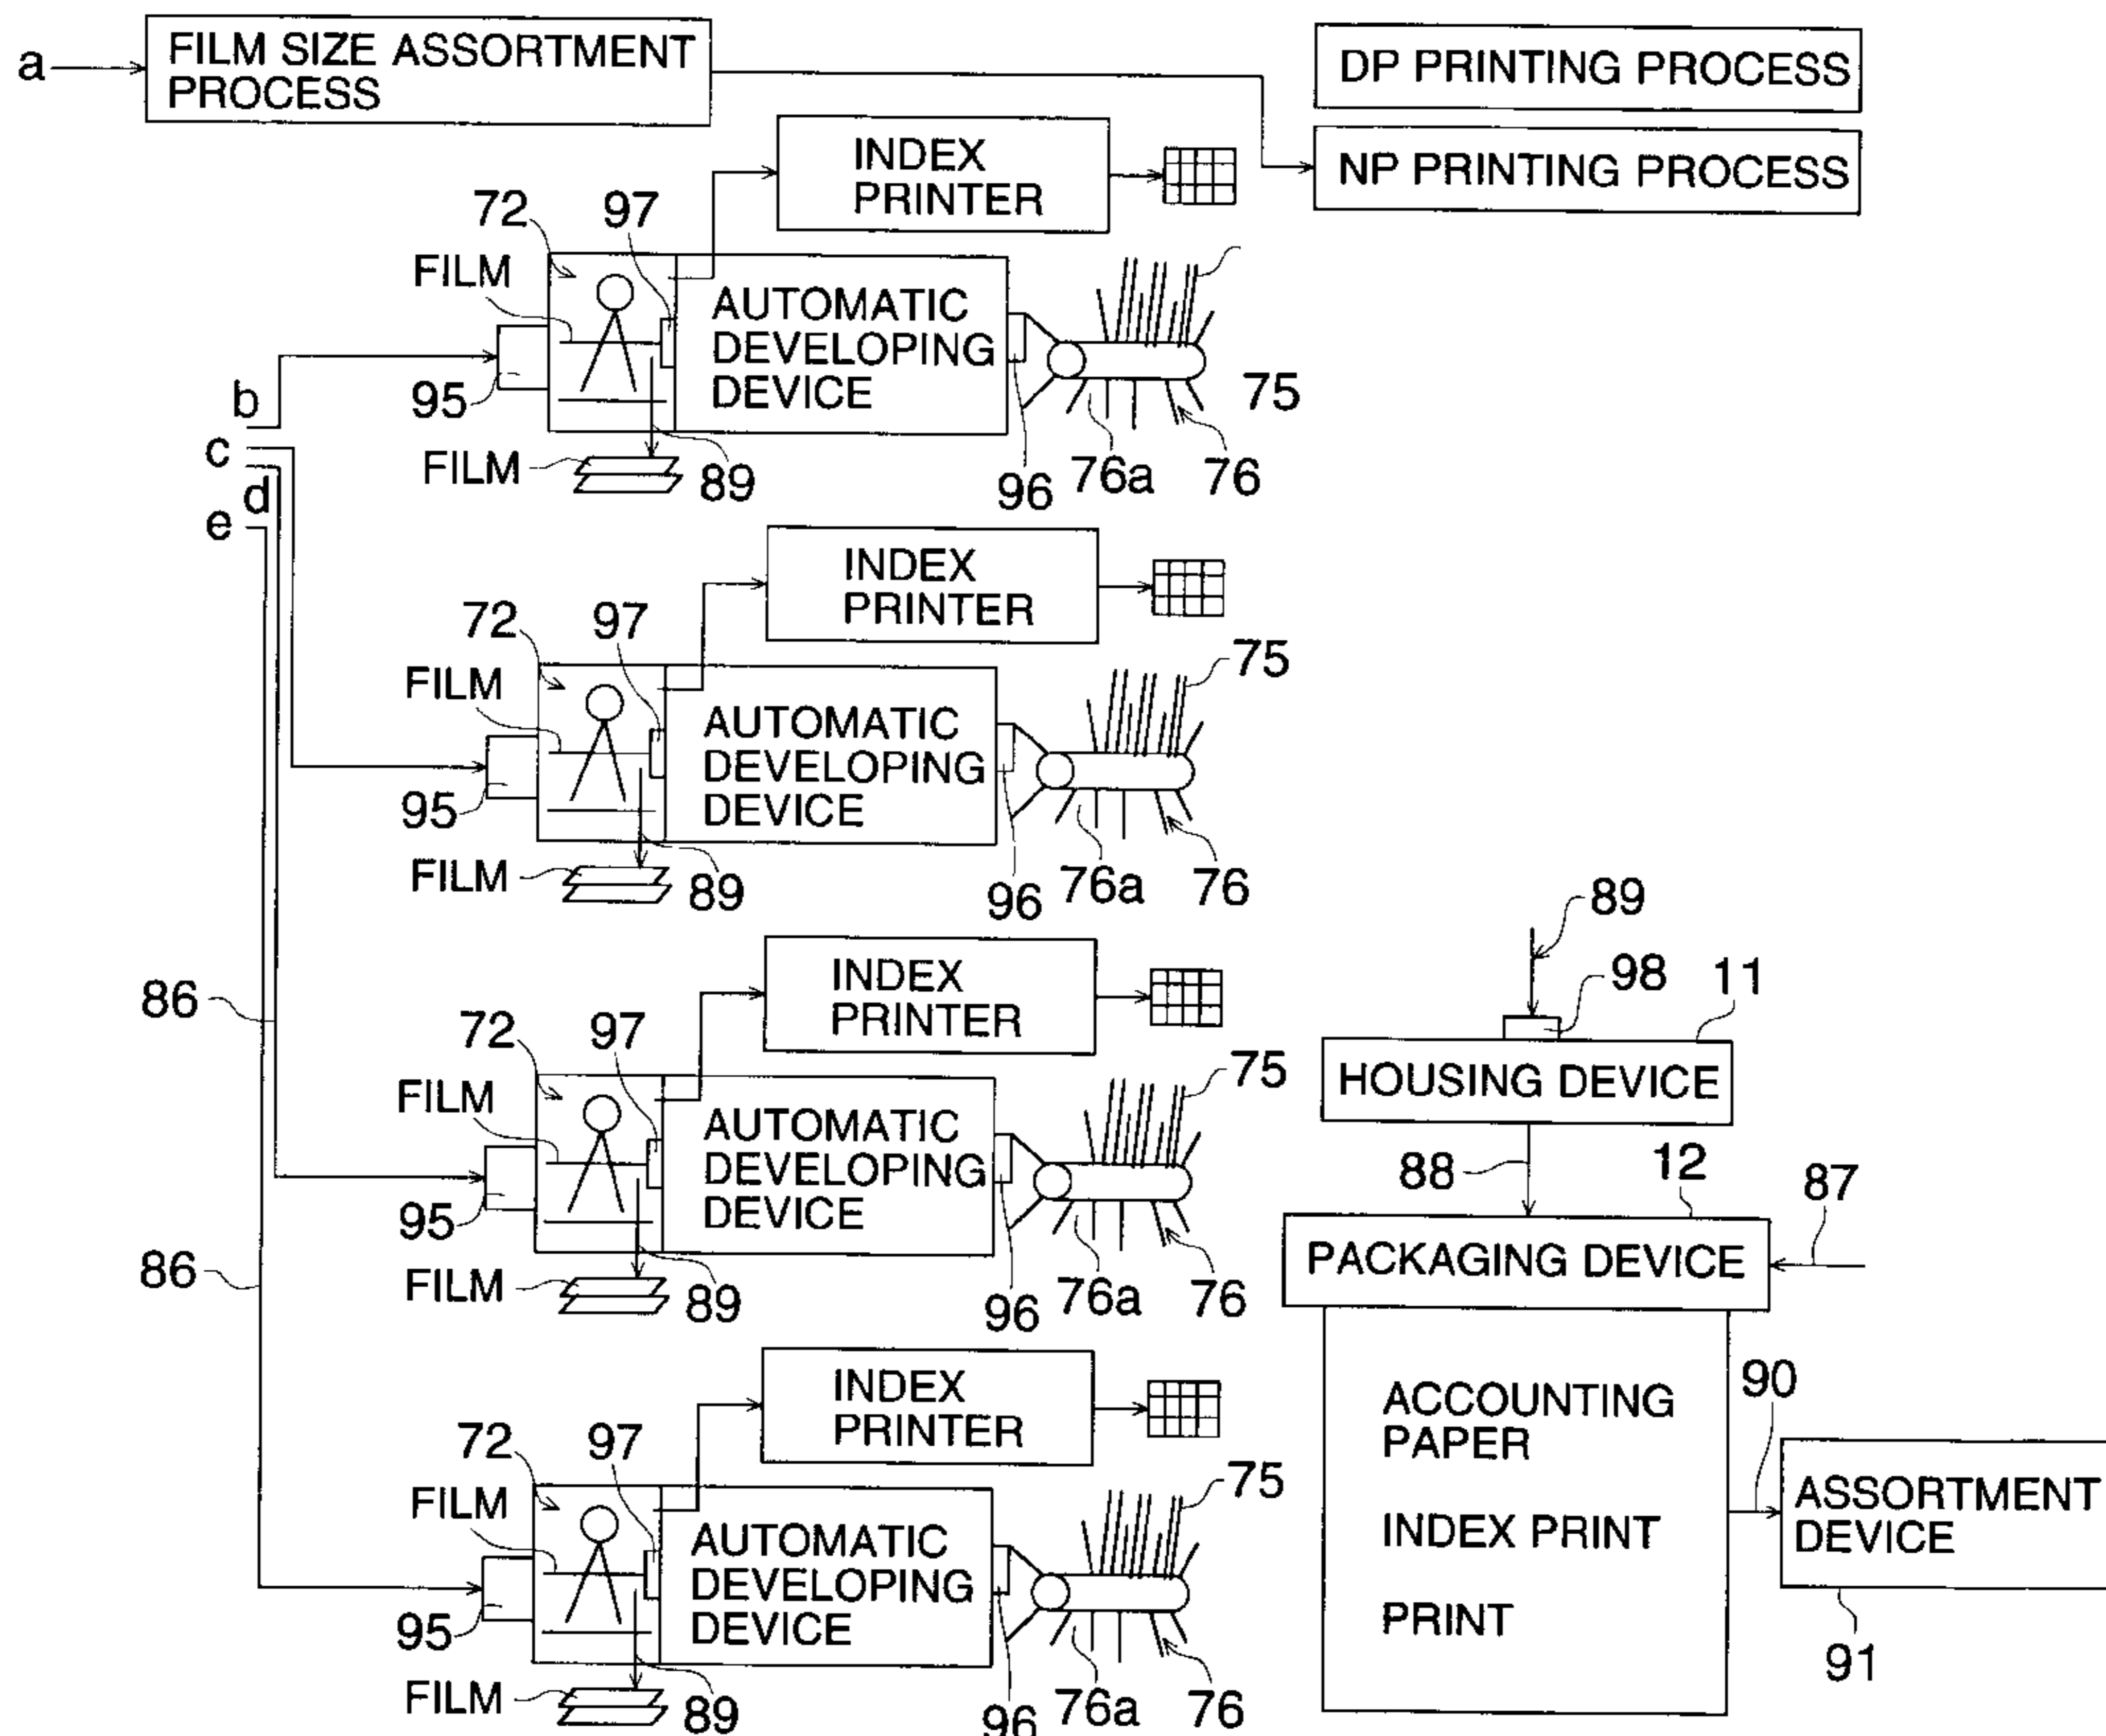 a
FILM SIZE ASSORTMENT
PROCESS
DP PRINTING PROCESS
NP PRINTING PROCESS
INDEX
PRINTER
72
97
FILM
AUTOMATIC
DEVELOPING
DEVICE
95
b
c
d
e
FILM
89
96
76a
76
75
INDEX
PRINTER
72
97
75
FILM
AUTOMATIC
DEVELOPING
DEVICE
95
FILM
89
96
76a
76
86
INDEX
PRINTER
72
97
75
FILM
AUTOMATIC
DEVELOPING
DEVICE
95
FILM
89
96
76a
76
86
INDEX
PRINTER
72
97
75
FILM
AUTOMATIC
DEVELOPING
DEVICE
95
FILM
89
96
76a
76
89
98
11
HOUSING DEVICE
88
12
87
PACKAGING DEVICE
ACCOUNTING
PAPER
INDEX PRINT
PRINT
90
ASSORTMENT
DEVICE
91